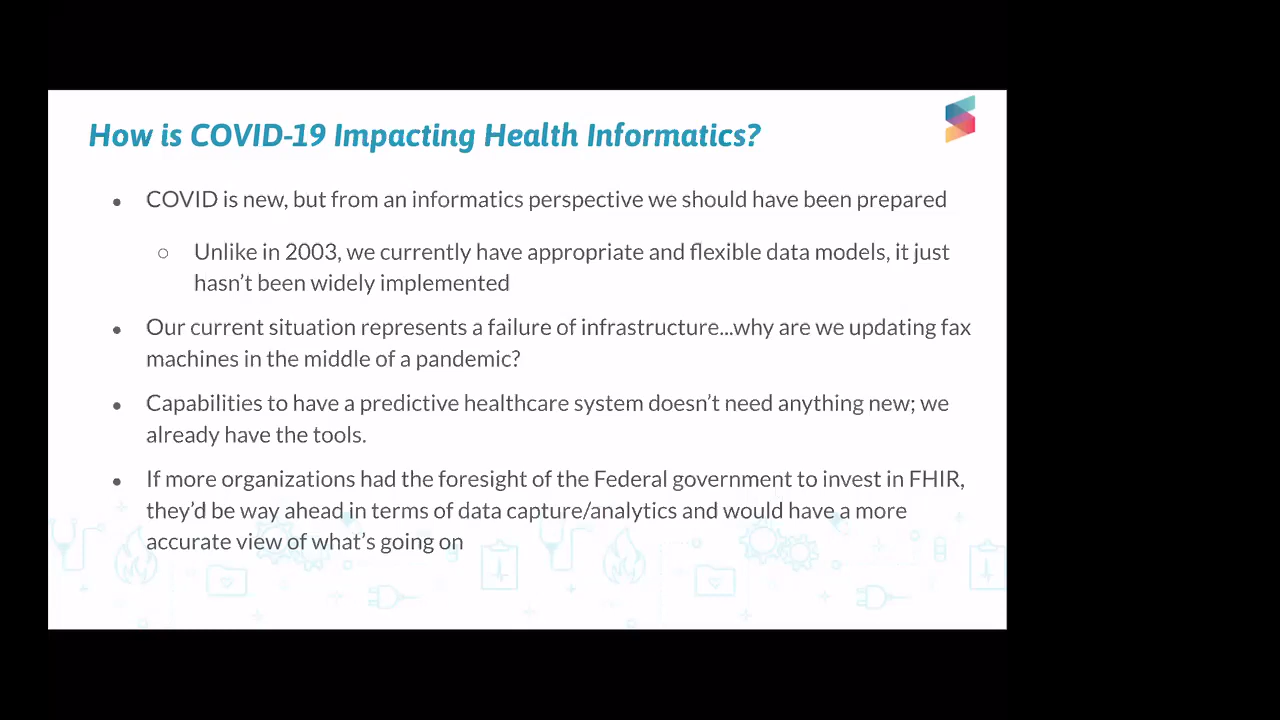 How is COVID-19 Impacting Health Informatics?
● COVID is new, but from an informatics perspective we should have been prepared
○ Unlike in 2003, we currently have appropriate and flexible data models, it just
hasn't been widely implemented
● Our current situation represents a failure of infrastructure...why are we updating fax
machines in the middle of a pandemic?
● Capabilities to have a predictive healthcare system doesn't need anything new; we
already have the tools.
● If more organizations had the foresight of the Federal government to invest in FHIR,
they'd be way ahead in terms of data capture/analytics and would have a more
accurate view of what's going on